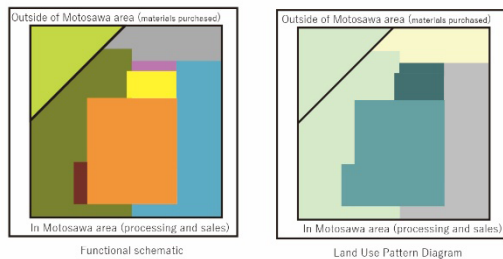 Outside of Motosawa area (materials purchased)
In Motosawa area (processing and sales)
Functional schematic
Outside of Motosawa area (materials purchased)
In Motosawa area (processing and sales)
Land Use Pattern Diagram